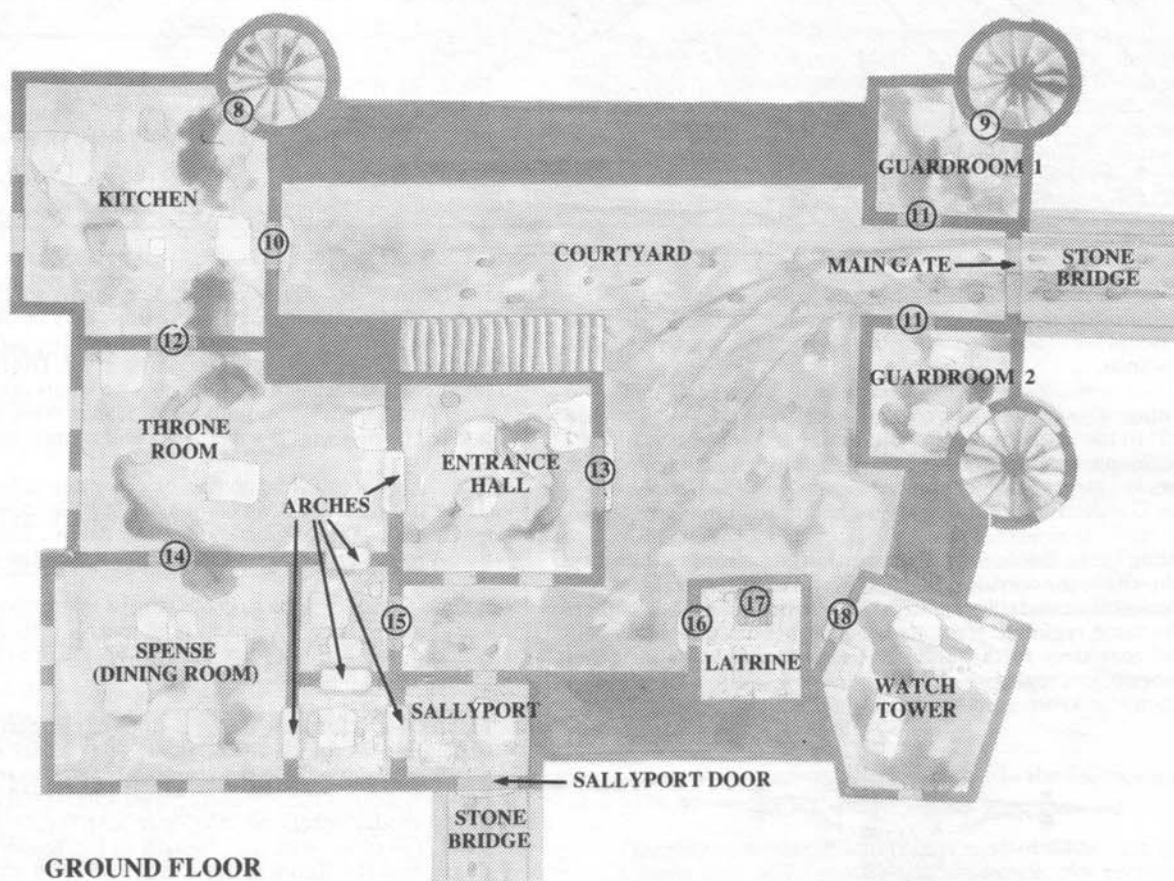 8
9
GUARDROOM 1
KITCHEN
11
10
COURTYARD
MAIN GATE
STONE
BRIDGE
11
12
GUARDROOM 2
THRONE
ROOM
ENTRANCE
HALL
13
ARCHES
14
15
16
17
18
SPENSE
(DINING ROOM)
LATRINE
SALLYPORT
WATCH
TOWER
SALLYPORT DOOR
STONE
BRIDGE
GROUND FLOOR